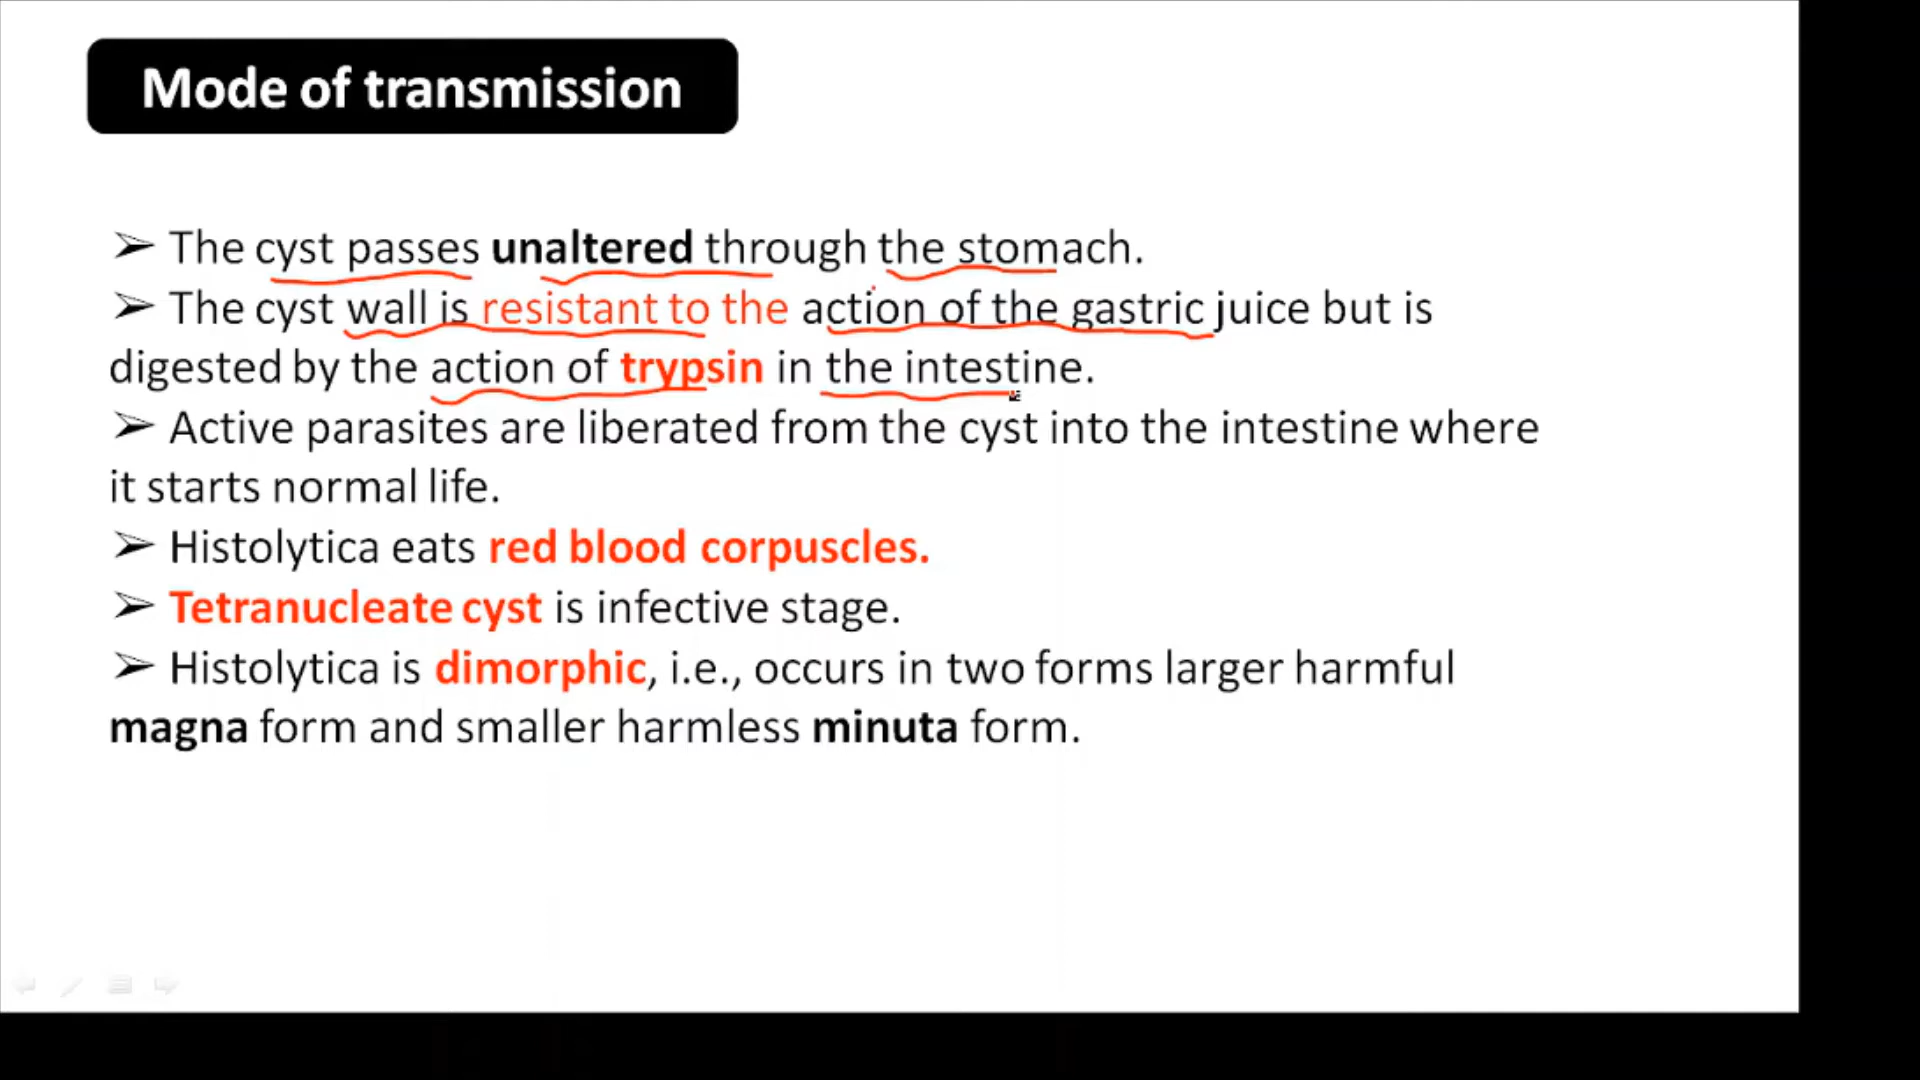 Mode of transmission
➢ The cyst passes unaltered through the stomach.
➢ The cyst wall is resistant to the action of the gastric juice but is
digested by the action of trypsin in the intestine.
➢ Active parasites are liberated from the cyst into the intestine where
it starts normal life.
➢ Histolytica eats red blood corpuscles.
➢ Tetranucleate cyst is infective stage.
➢ Histolytica is dimorphic, i.e., occurs in two forms larger harmful
magna form and smaller harmless minuta form.